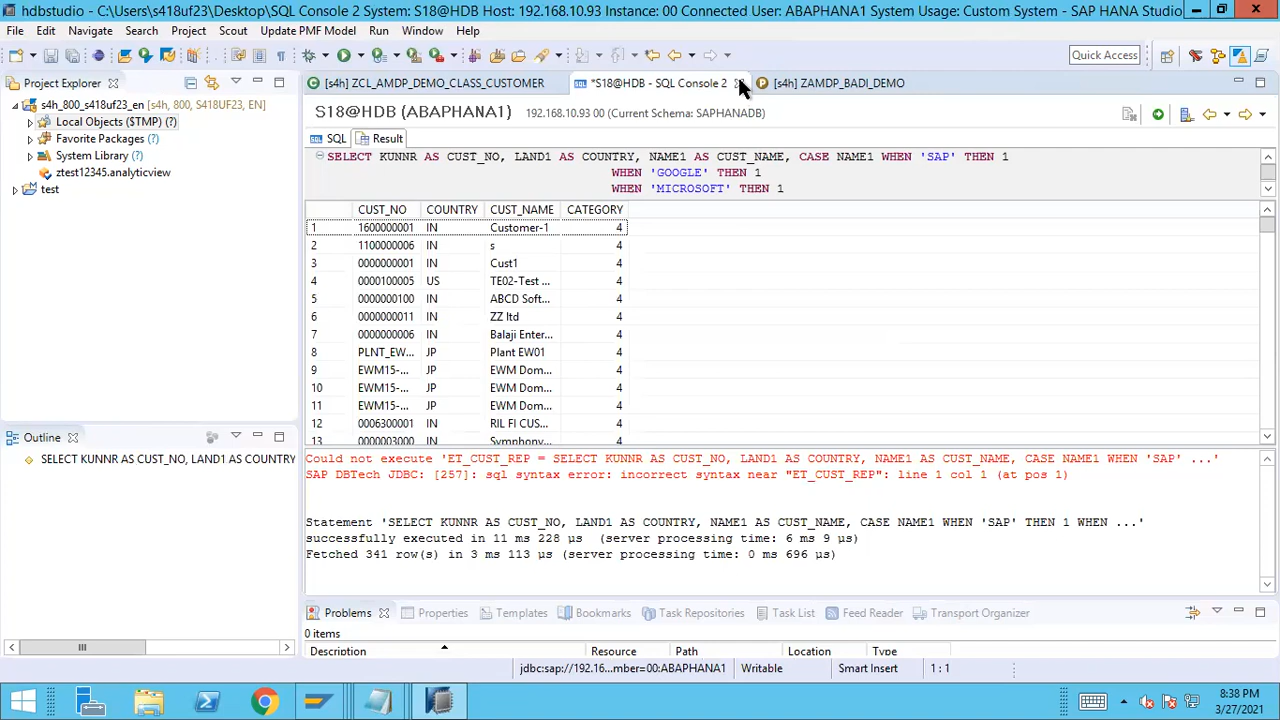 hdbstudio - C:\Users\s418uf23\Desktop\SQL Console 2 System: S18@HDB Host: 192.168.10.93 Instance: 00 Connected User: ABAPHANA1 System Usage: Custom System - SAP HANA Studio
File Edit Navigate Search Project Scout Update PMF Model Run Window Help
Quick Access
Project Explorer
[s4h] ZCL_AMDP_DEMO_CLASS_CUSTOMER
*S18@HDB - SQL Console 2
[s4h] ZAMDP_BADI_DEMO
s4h_800_s418uf23_en (s4h, 800, S418UF23, EN)
Local Objects ($TMP) (?)
Favorite Packages (?)
System Library (?)
ztest12345.analyticview
test
S18@HDB (ABAPHANA1) 192.168.10.93 00 (Current Schema: SAPHANADB)
SQL Result
SELECT KUNNR AS CUST_NO, LAND1 AS COUNTRY, NAME1 AS CUST_NAME, CASE NAME1 WHEN 'SAP' THEN 1
WHEN 'GOOGLE' THEN 1
WHEN 'MICROSOFT' THEN 1
CUST_NO COUNTRY CUST_NAME CATEGORY
1 1600000001 IN Customer-1 4
2 1100000006 IN s 4
3 0000000001 IN Cust1 4
4 0000100005 US TE02-Test ... 4
5 0000000100 IN ABCD Soft... 4
6 0000000011 IN ZZ ltd 4
7 0000000006 IN Balaji Enter... 4
8 PLNT_EW... JP Plant EW01 4
9 EWM15-... JP EWM Dom... 4
10 EWM15-... JP EWM Dom... 4
11 EWM15-... JP EWM Dom... 4
12 0006300001 IN RIL FI CUS... 4
13 0000003000 IN Symphony... 4
Outline
SELECT KUNNR AS CUST_NO, LAND1 AS COUNTRY
Could not execute 'ET_CUST_REP = SELECT KUNNR AS CUST_NO, LAND1 AS COUNTRY, NAME1 AS CUST_NAME, CASE NAME1 WHEN 'SAP' ...'
SAP DBTech JDBC: [257]: sql syntax error: incorrect syntax near "ET_CUST_REP": line 1 col 1 (at pos 1)
Statement 'SELECT KUNNR AS CUST_NO, LAND1 AS COUNTRY, NAME1 AS CUST_NAME, CASE NAME1 WHEN 'SAP' THEN 1 WHEN ...'
successfully executed in 11 ms 228 µs (server processing time: 6 ms 9 µs)
Fetched 341 row(s) in 3 ms 113 µs (server processing time: 0 ms 696 µs)
Problems Properties Templates Bookmarks Task Repositories Task List Feed Reader Transport Organizer
0 items
Description Resource Path Location Type
jdbc:sap://192.16...mber=00:ABAPHANA1 Writable Smart Insert 1 : 1
8:38 PM
3/27/2021